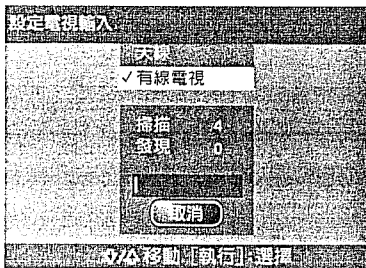 設定電視輸入
天線
✓有線電視
掃描 4
發現 0
取消
移動 [執行]:選擇